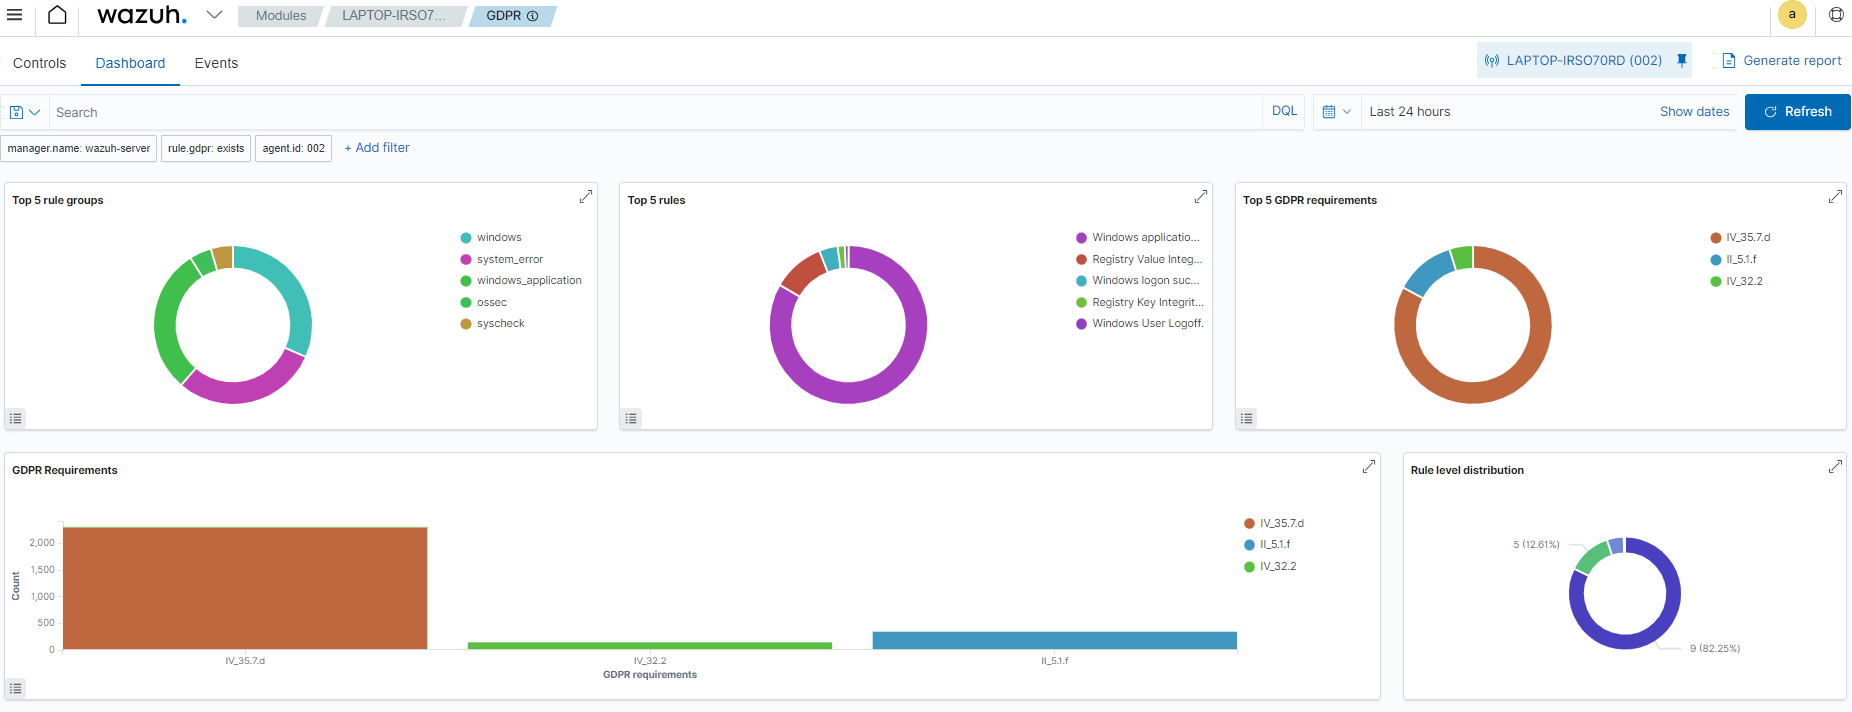 wazuh.
Modules
LAPTOP-IRSO7...
GDPR
a
Controls
Dashboard
Events
LAPTOP-IRSO70RD (002)
Generate report
Search
DQL
Last 24 hours
Show dates
Refresh
manager.name: wazuh-server
rule.gdpr: exists
agent.id: 002
+ Add filter
Top 5 rule groups
windows
system_error
windows_application
ossec
syscheck
Top 5 rules
Windows applicatio...
Registry Value Integ...
Windows logon suc...
Registry Key Integrit...
Windows User Logoff.
Top 5 GDPR requirements
IV_35.7.d
II_5.1.f
IV_32.2
GDPR Requirements
Count
2,000
1,500
1,000
500
0
IV_35.7.d
IV_32.2
II_5.1.f
GDPR requirements
IV_35.7.d
II_5.1.f
IV_32.2
Rule level distribution
5 (12.61%)
9 (82.25%)